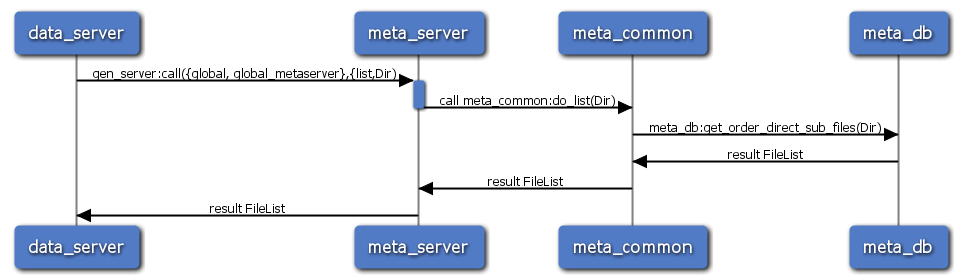 data_server meta_server meta_common meta_db
gen_server:call({global, global_metaserver},{list,Dir)
call meta_common:do_list(Dir)
meta_db:get_order_direct_sub_files(Dir)
result FileList
result FileList
result FileList
data_server meta_server meta_common meta_db